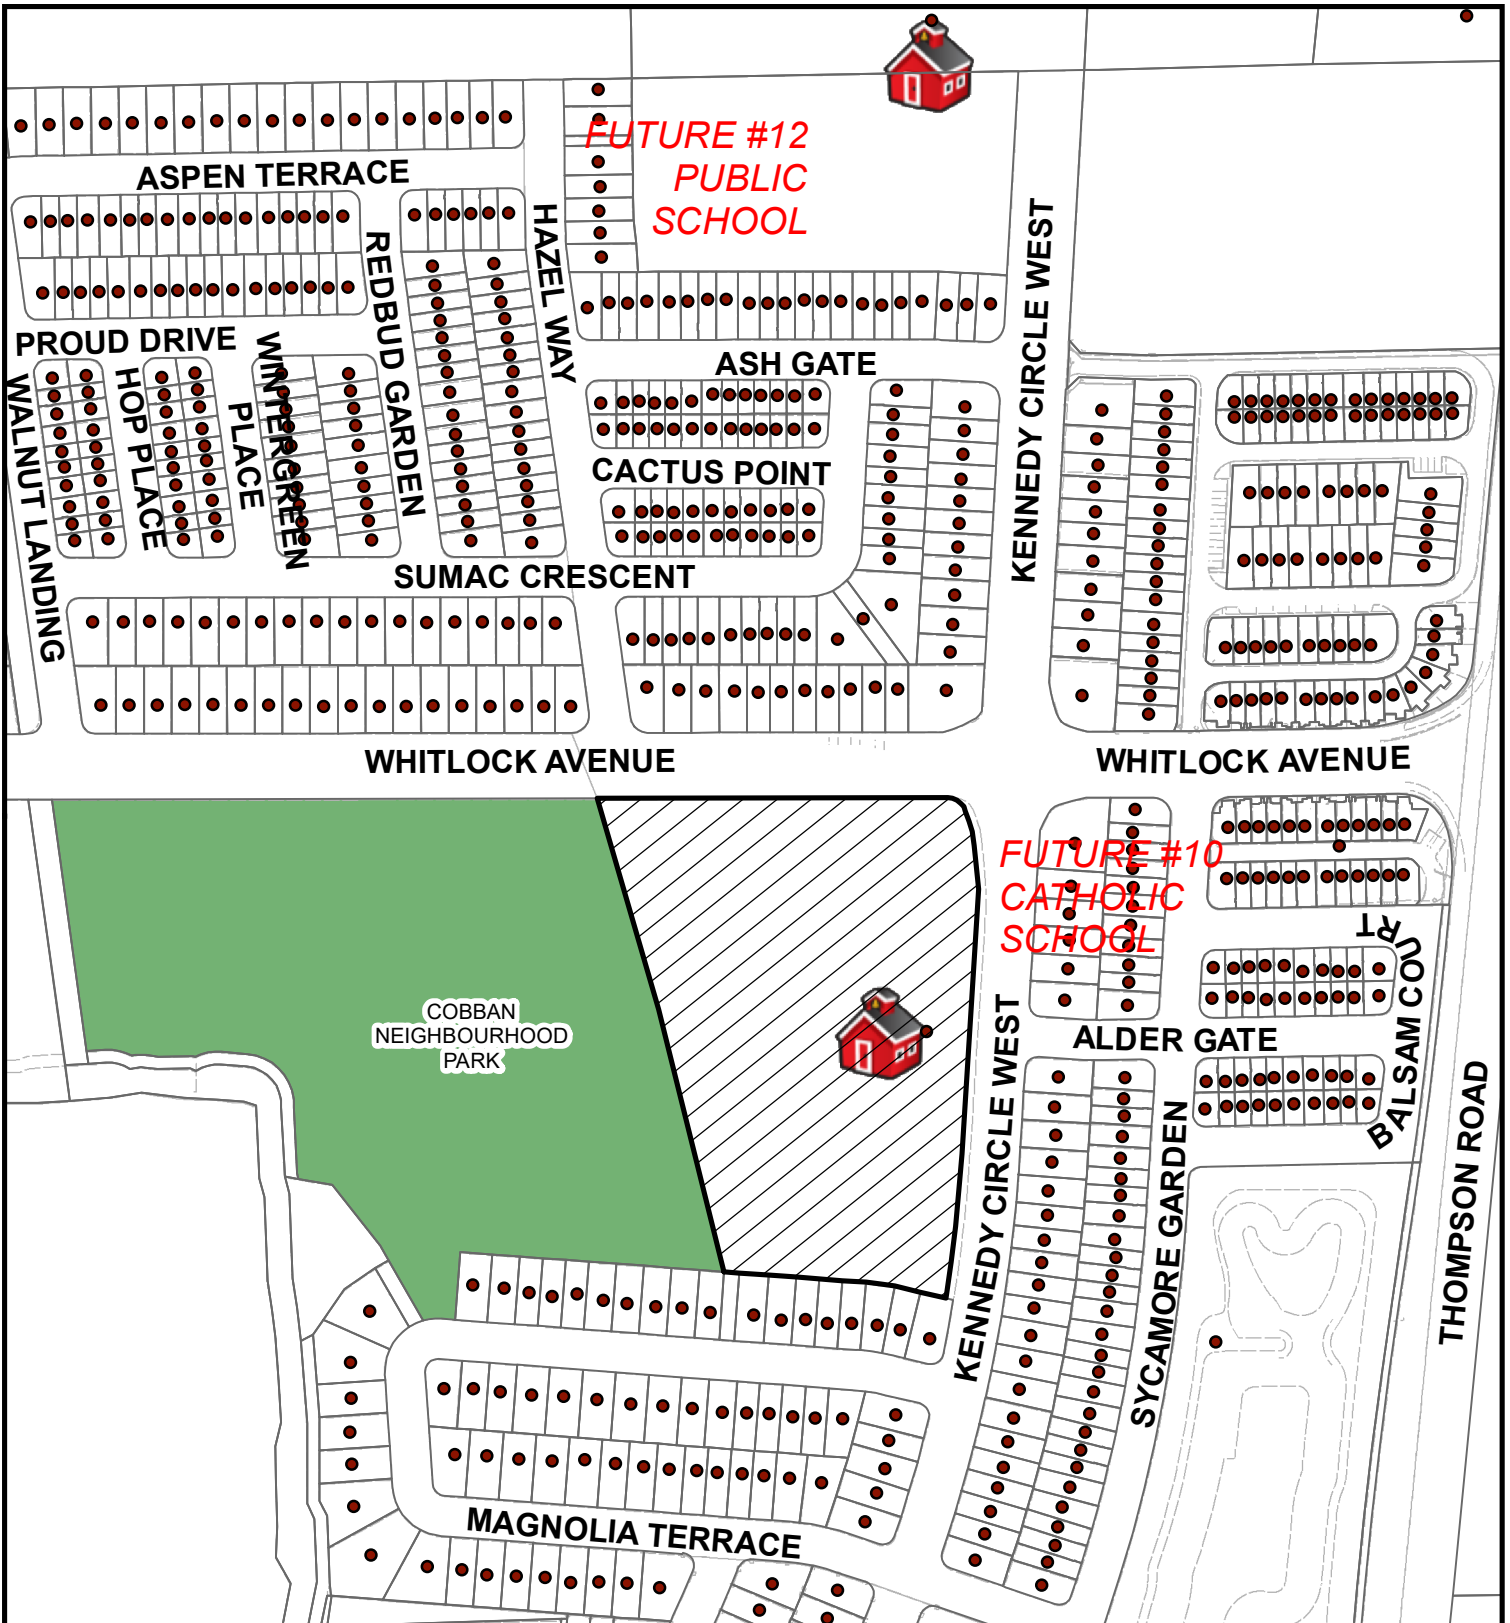 FUTURE #12
PUBLIC
SCHOOL
ASPEN TERRACE
HAZEL WAY
KENNEDY CIRCLE WEST
REDBUD GARDEN
PROUD DRIVE
WINTERGREEN
PLACE
ASH GATE
WALNUT LANDING
HOP PLACE
CACTUS POINT
SUMAC CRESCENT
WHITLOCK AVENUE
WHITLOCK AVENUE
FUTURE #10
CATHOLIC
SCHOOL
COBBAN
NEIGHBOURHOOD
PARK
KENNEDY CIRCLE WEST
ALDER GATE
BALSAM COURT
SYCAMORE GARDEN
THOMPSON ROAD
MAGNOLIA TERRACE